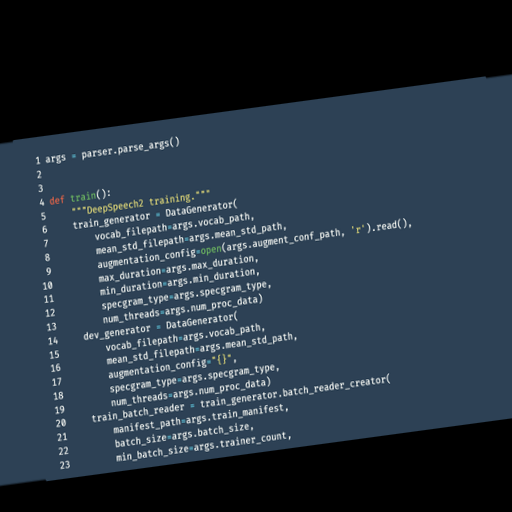 1 args = parser.parse_args()
2
3
4 def train():
5     """DeepSpeech2 training."""
6     train_generator = DataGenerator(
7         vocab_filepath=args.vocab_path,
8         mean_std_filepath=args.mean_std_path,
9         augmentation_config=open(args.augment_conf_path, 'r').read(),
10         max_duration=args.max_duration,
11         min_duration=args.min_duration,
12         specgram_type=args.specgram_type,
13         num_threads=args.num_proc_data)
14     dev_generator = DataGenerator(
15         vocab_filepath=args.vocab_path,
16         mean_std_filepath=args.mean_std_path,
17         augmentation_config="{}",
18         specgram_type=args.specgram_type,
19         num_threads=args.num_proc_data)
20     train_batch_reader = train_generator.batch_reader_creator(
21         manifest_path=args.train_manifest,
22         batch_size=args.batch_size,
23         min_batch_size=args.trainer_count,